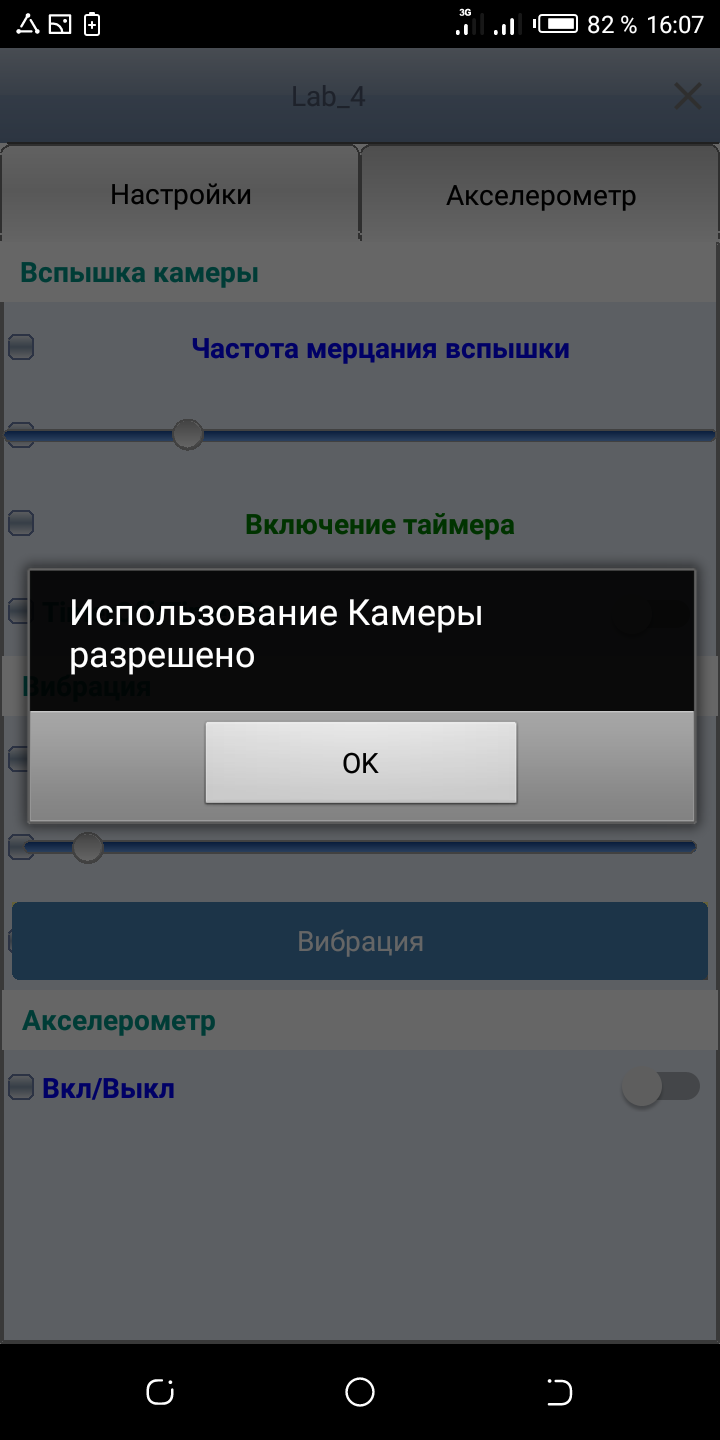 3G
82 % 16:07
Lab_4
Настройки
Акселерометр
Вспышка камеры
Частота мерцания вспышки
Включение таймера
Использование Камеры
разрешено
Вибрация
OK
Вибрация
Акселерометр
Вкл/Выкл